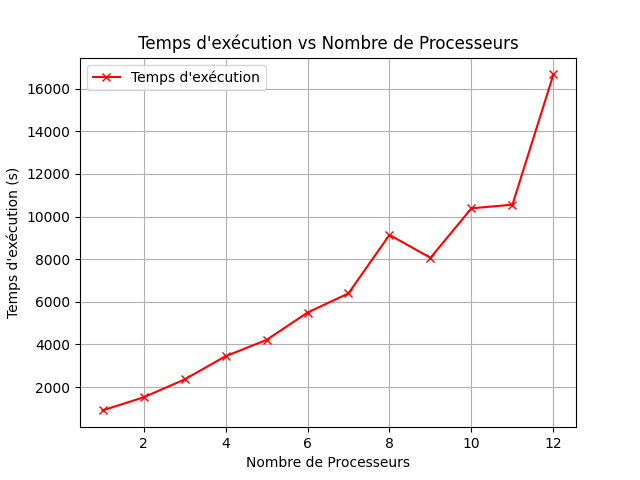 Temps d'exécution vs Nombre de Processeurs
Temps d'exécution
Temps d'exécution (s)
16000
14000
12000
10000
8000
6000
4000
2000
2 4 6 8 10 12
Nombre de Processeurs